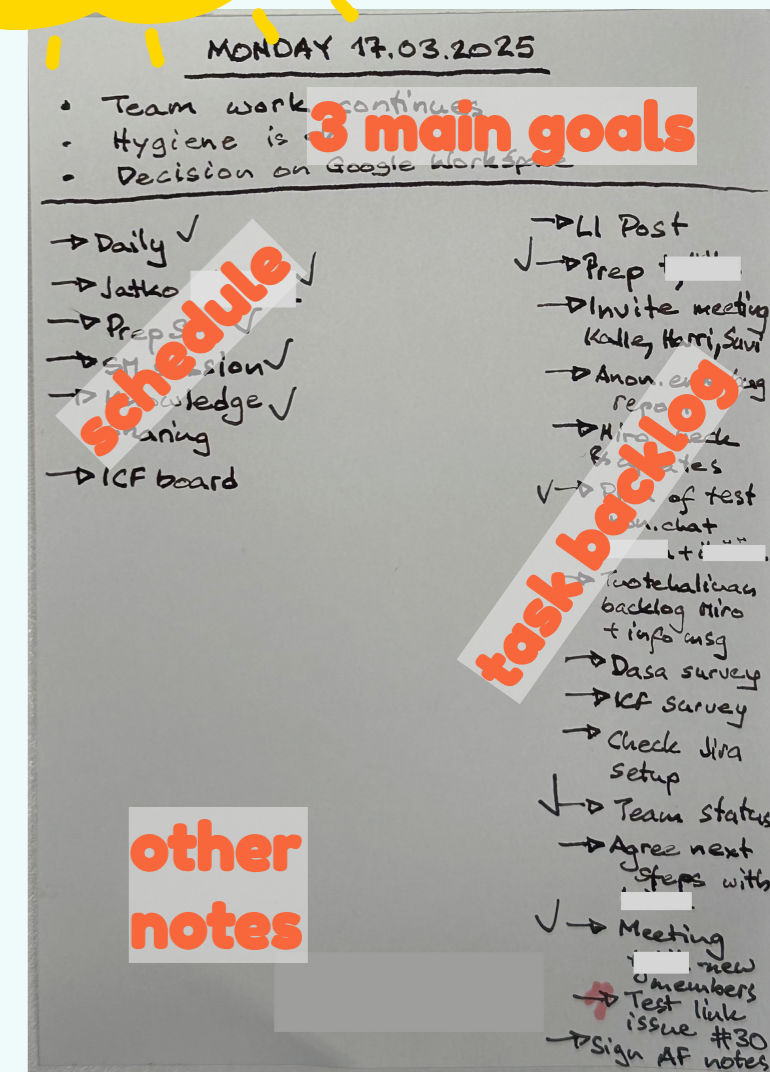 MONDAY 17.03.2025
• Team work continues
• Hygiene is
3 main goals
• Decision on Google Workspace
→ Daily ✓
→ Jatko ✓
→ Prep ✓
→ SM session ✓
→ Knowledge ✓
sharing
→ ICF board
schedule
→ LI Post
✓ → Prep
→ Invite meeting
Kalle, Harri, Suvi
→ Anon.
→ Miro
✓ → of test
chat
+
task backlog
→
backlog Miro
+ info msg
→ Dasa survey
→ ICF survey
→ Check Jira
setup
✓ → Team status
→ Agree next
steps with
✓ → Meeting
new
members
→ Test link
issue #30
→ Sign AF notes
other
notes